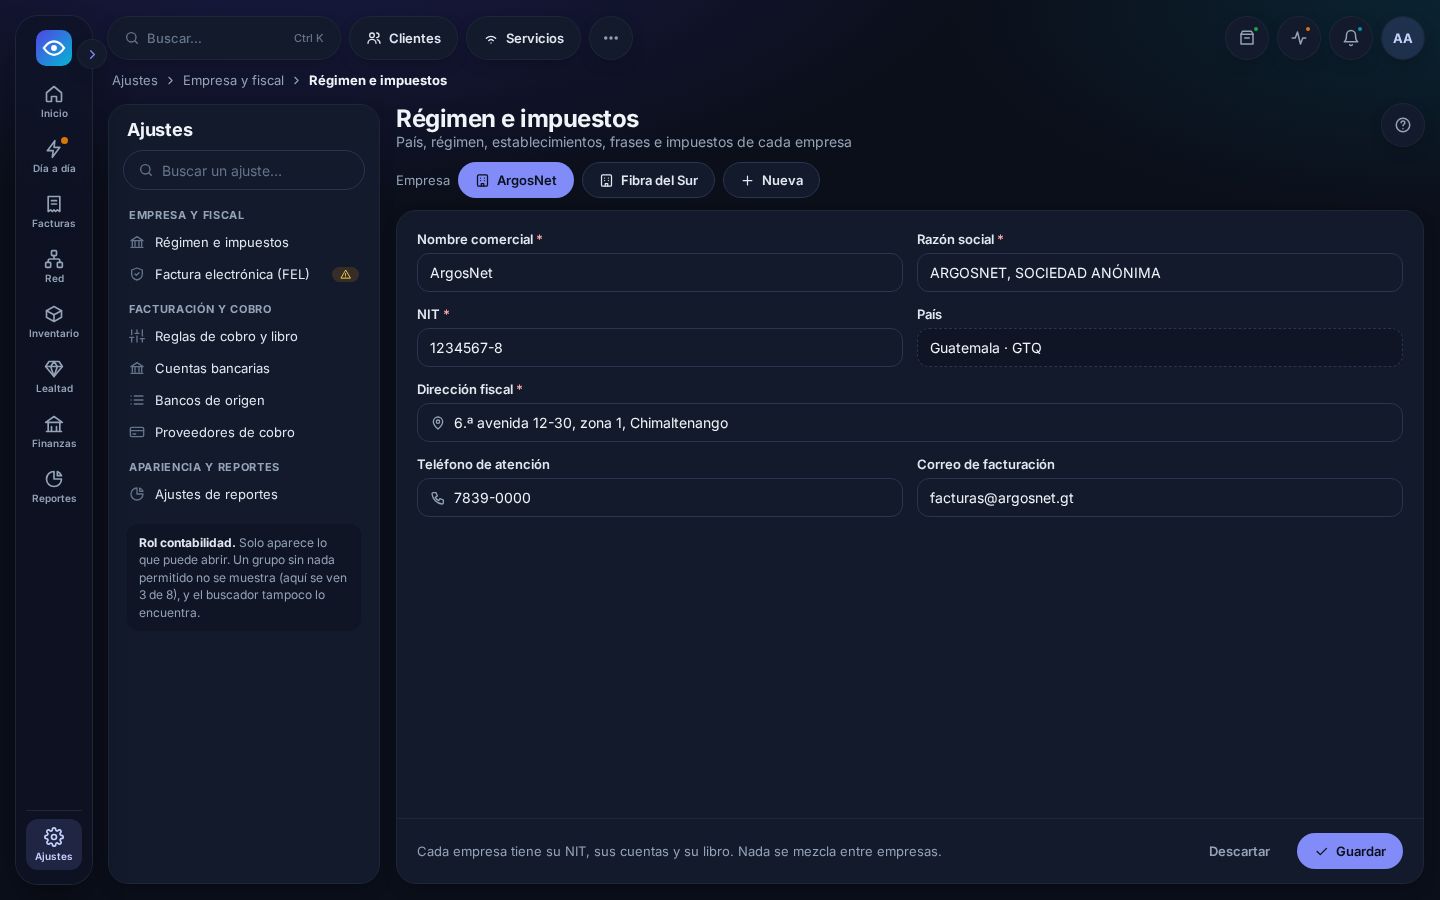 Buscar...
Ctrl K
Clientes
Servicios
AA
Inicio
Día a día
Facturas
Red
Inventario
Lealtad
Finanzas
Reportes
Ajustes
Ajustes
Empresa y fiscal
Régimen e impuestos
Ajustes
Buscar un ajuste...
EMPRESA Y FISCAL
Régimen e impuestos
Factura electrónica (FEL)
FACTURACIÓN Y COBRO
Reglas de cobro y libro
Cuentas bancarias
Bancos de origen
Proveedores de cobro
APARIENCIA Y REPORTES
Ajustes de reportes
Rol contabilidad. Solo aparece lo
que puede abrir. Un grupo sin nada
permitido no se muestra (aquí se ven
3 de 8), y el buscador tampoco lo
encuentra.
Régimen e impuestos
País, régimen, establecimientos, frases e impuestos de cada empresa
Empresa
ArgosNet
Fibra del Sur
Nueva
Nombre comercial *
ArgosNet
Razón social *
ARGOSNET, SOCIEDAD ANÓNIMA
NIT *
1234567-8
País
Guatemala · GTQ
Dirección fiscal *
6.ª avenida 12-30, zona 1, Chimaltenango
Teléfono de atención
7839-0000
Correo de facturación
facturas@argosnet.gt
Cada empresa tiene su NIT, sus cuentas y su libro. Nada se mezcla entre empresas.
Descartar
Guardar